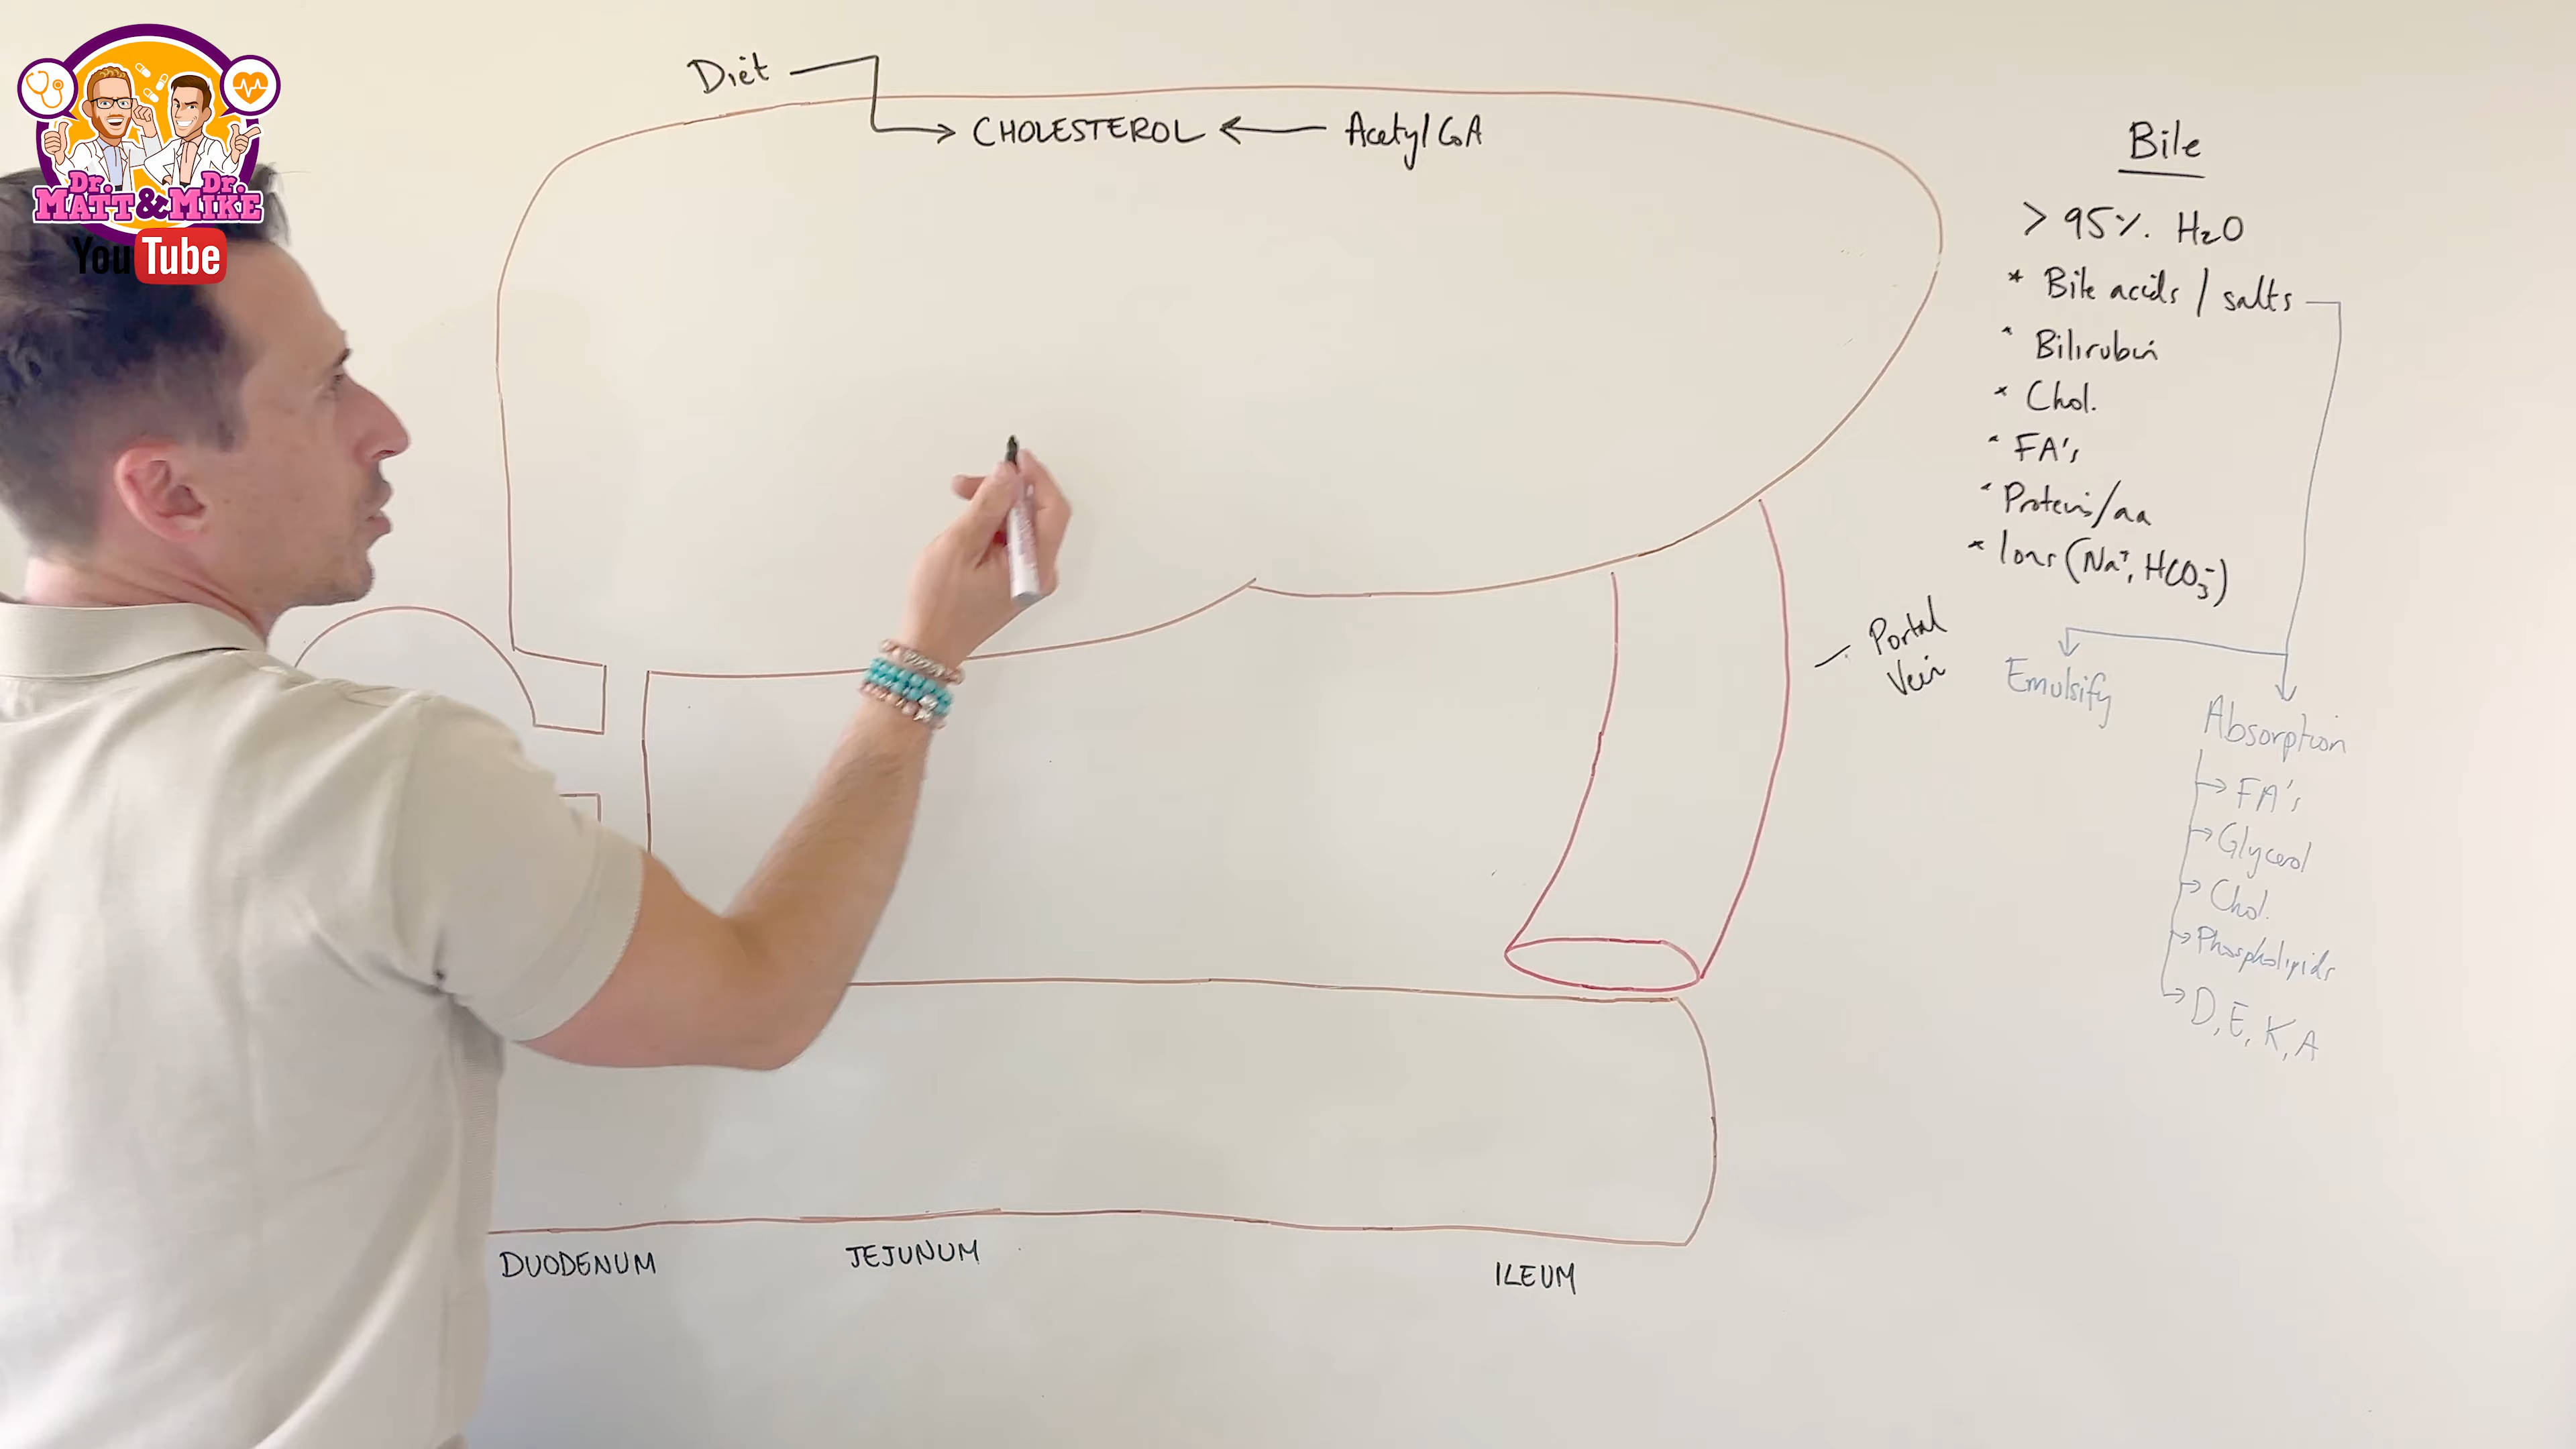 Dr. Dr.
MATT & MIKE
YouTube
Diet
CHOLESTEROL
Acetyl CoA
Bile
> 95%. H₂O
* Bile acids / salts
* Bilirubin
* Chol.
* FA's
* Proteins/aa
* Ions (Na⁺, HCO₃⁻)
Portal
Vein
Emulsify
Absorption
FA's
Glycerol
Chol.
Phospholipids
D, E, K, A
DUODENUM
JEJUNUM
ILEUM